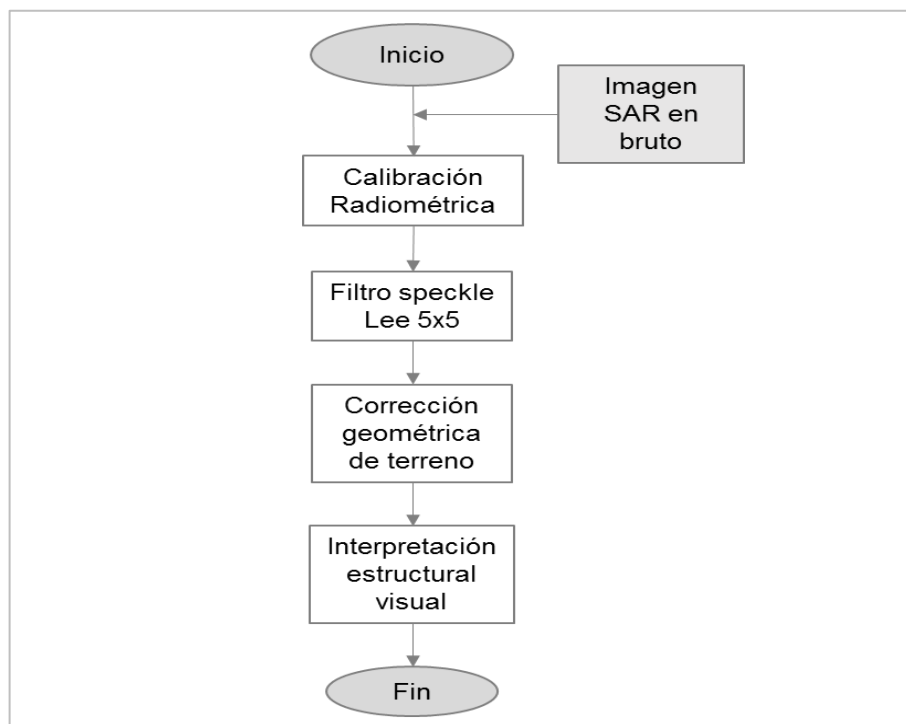 Inicio
Imagen
SAR en
bruto
Calibración
Radiométrica
Filtro speckle
Lee 5x5
Corrección
geométrica
de terreno
Interpretación
estructural
visual
Fin